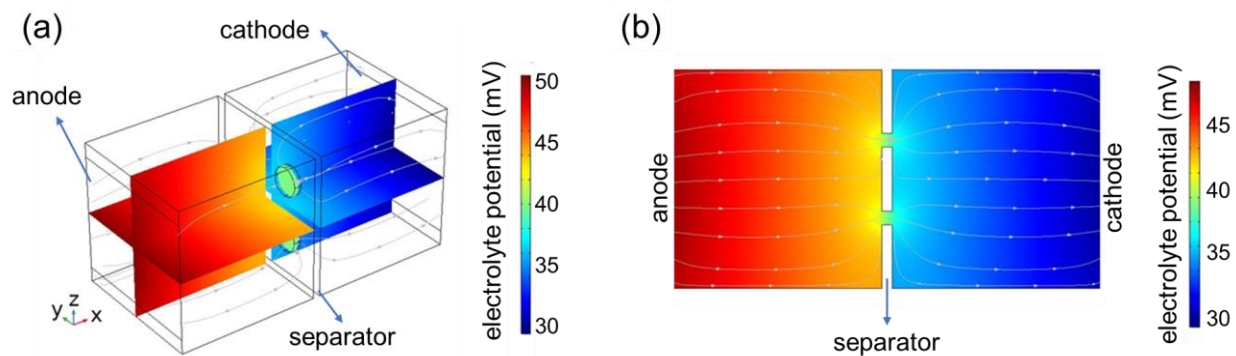 (a)
cathode
anode
separator
y z x
electrolyte potential (mV)
50
45
40
35
30
(b)
anode
cathode
separator
electrolyte potential (mV)
45
40
35
30